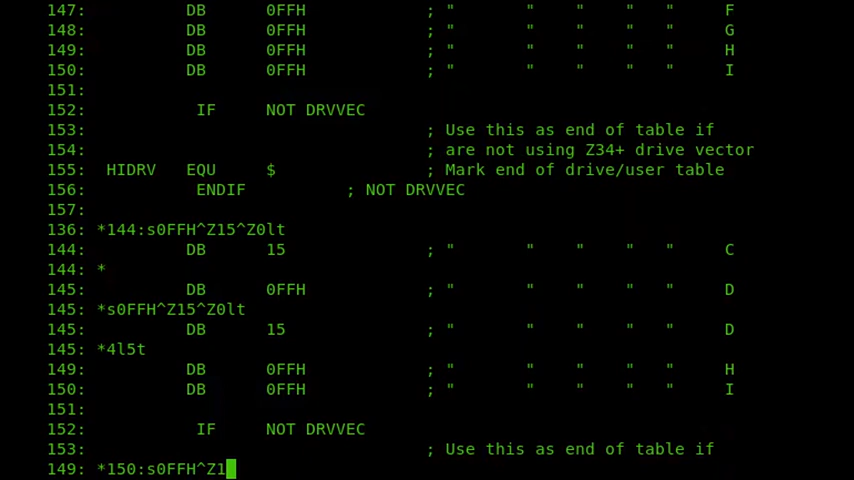 147:          DB      0FFH            ; "       "    "    "   "     F
148:          DB      0FFH            ; "       "    "    "   "     G
149:          DB      0FFH            ; "       "    "    "   "     H
150:          DB      0FFH            ; "       "    "    "   "     I
151:
152:           IF     NOT DRVVEC
153:                                  ; Use this as end of table if
154:                                  ; are not using Z34+ drive vector
155:  HIDRV   EQU     $               ; Mark end of drive/user table
156:           ENDIF          ; NOT DRVVEC
157:
136: *144:s0FFH^Z15^Z0lt
144:          DB      15              ; "       "    "    "   "     C
144: *
145:          DB      0FFH            ; "       "    "    "   "     D
145: *s0FFH^Z15^Z0lt
145:          DB      15              ; "       "    "    "   "     D
145: *4l5t
149:          DB      0FFH            ; "       "    "    "   "     H
150:          DB      0FFH            ; "       "    "    "   "     I
151:
152:           IF     NOT DRVVEC
153:                                  ; Use this as end of table if
149: *150:s0FFH^Z1